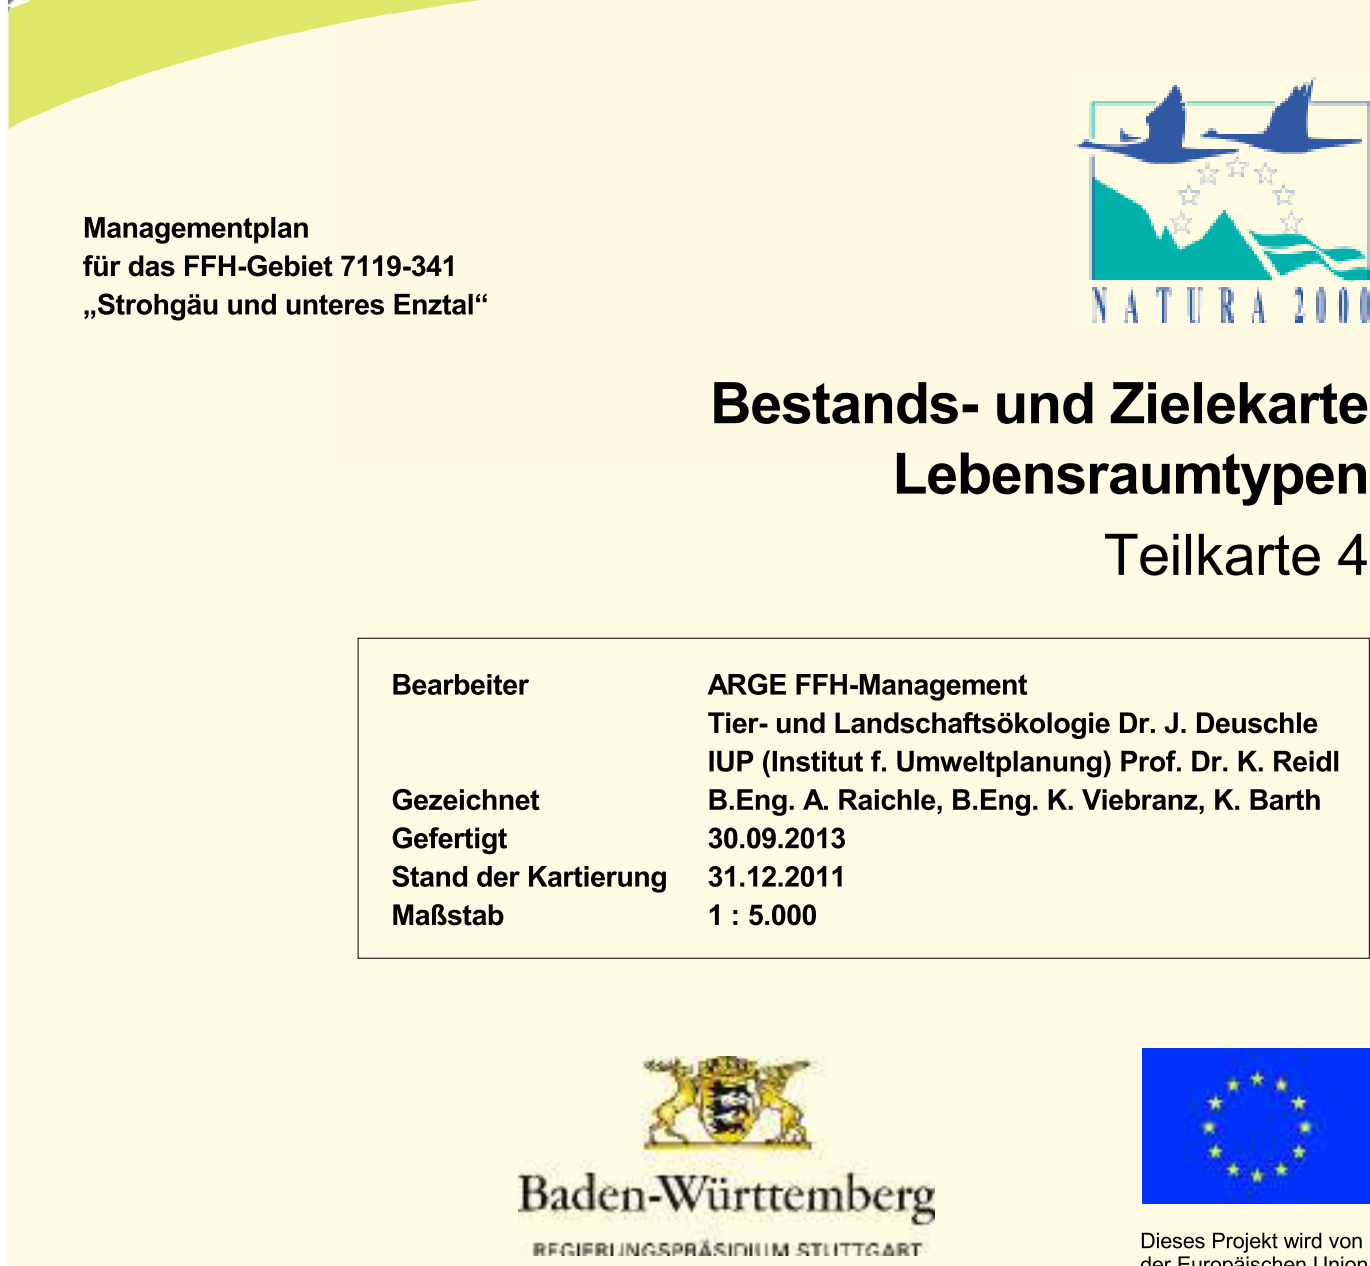 Managementplan
für das FFH-Gebiet 7119-341
„Strohgäu und unteres Enztal“
NATURA 2000
Bestands- und Zielekarte
Lebensraumtypen
Teilkarte 4
Bearbeiter ARGE FFH-Management
Tier- und Landschaftsökologie Dr. J. Deuschle
IUP (Institut f. Umweltplanung) Prof. Dr. K. Reidl
Gezeichnet B.Eng. A. Raichle, B.Eng. K. Viebranz, K. Barth
Gefertigt 30.09.2013
Stand der Kartierung 31.12.2011
Maßstab 1 : 5.000
Baden-Württemberg
REGIERUNGSPRÄSIDIUM STUTTGART
Dieses Projekt wird von
der Europäischen Union